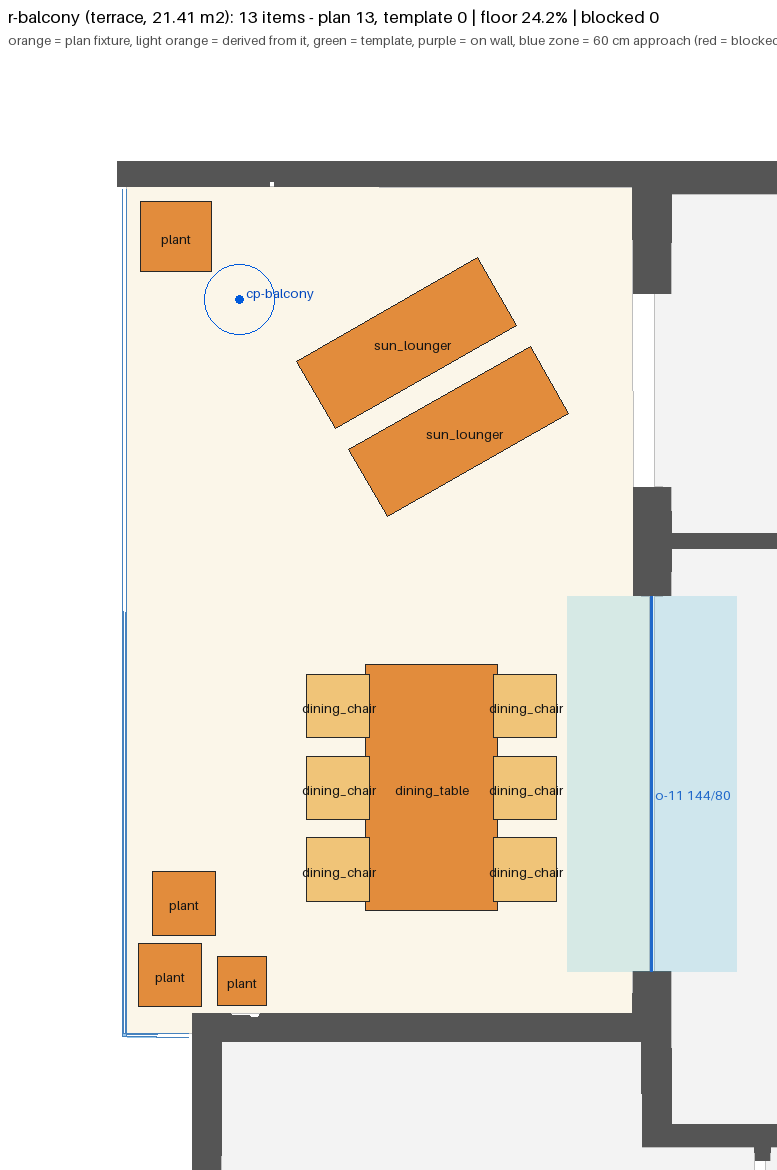 r-balcony (terrace, 21.41 m2): 13 items - plan 13, template 0 | floor 24.2% | blocked 0
orange = plan fixture, light orange = derived from it, green = template, purple = on wall, blue zone = 60 cm approach (red = blocked
plant
cp-balcony
sun_lounger
sun_lounger
dining_chair
dining_chair
dining_chair
dining_table
dining_chair
o-11 144/80
dining_chair
dining_chair
plant
plant
plant